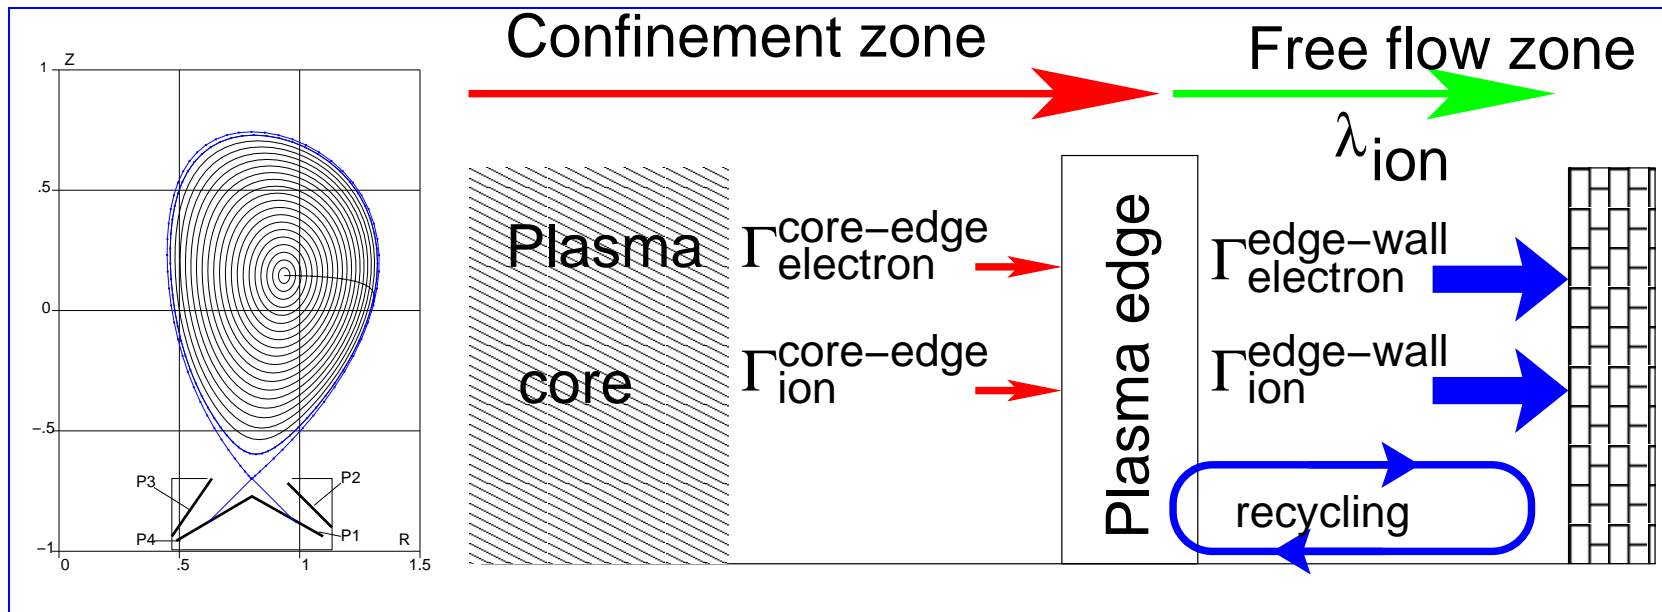 Confinement zone
Free flow zone
λion
Z
1
.5
0
−.5
−1
0
.5
1
1.5
R
P3
P2
P4
P1
Plasma
core
Γcore−edge electron
Γcore−edge ion
Plasma edge
Γedge−wall electron
Γedge−wall ion
recycling